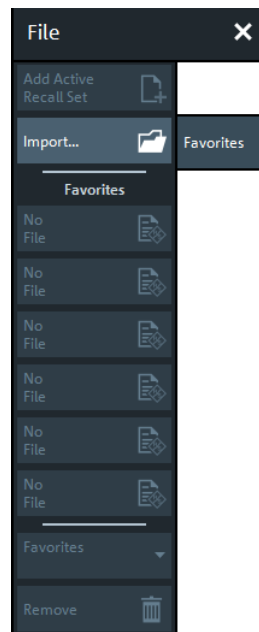 File
Add Active
Recall Set
Import...
Favorites
Favorites
No
File
No
File
No
File
No
File
No
File
No
File
Favorites
Remove